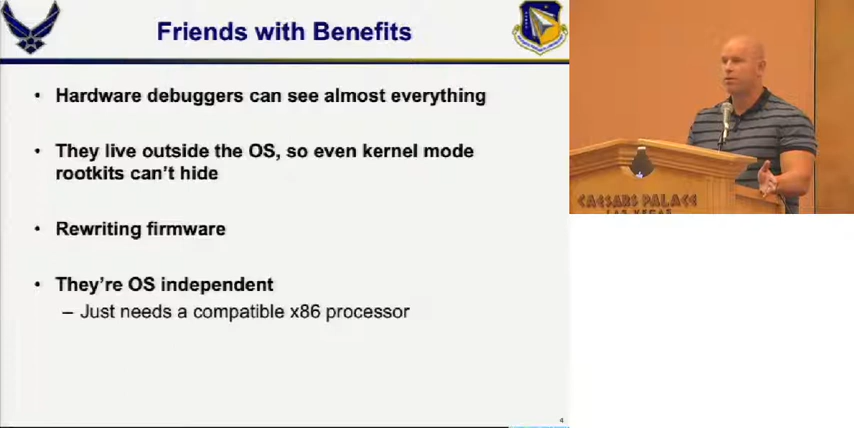 Friends with Benefits
• Hardware debuggers can see almost everything
• They live outside the OS, so even kernel mode
rootkits can't hide
• Rewriting firmware
• They're OS independent
– Just needs a compatible x86 processor
4
CAESARS PALACE
LAS VEGAS